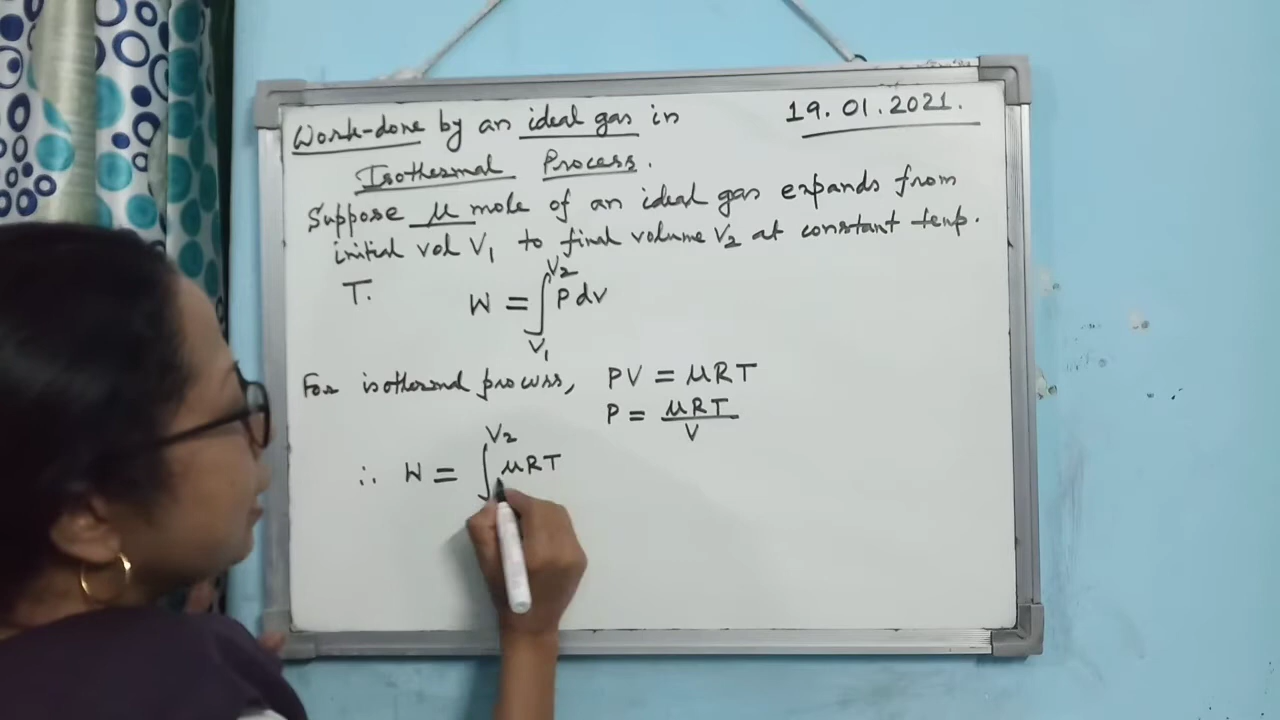 Work-done by an ideal gas in
19.01.2021.
Isothermal Process.
Suppose μ mole of an ideal gas expands from
initial vol V₁ to final volume V₂ at constant temp.
T. W = ∫_{V₁}^{V₂} P dV
For isothermal process, PV = μRT
P = μRT / V
∴ W = ∫^{V₂} μRT